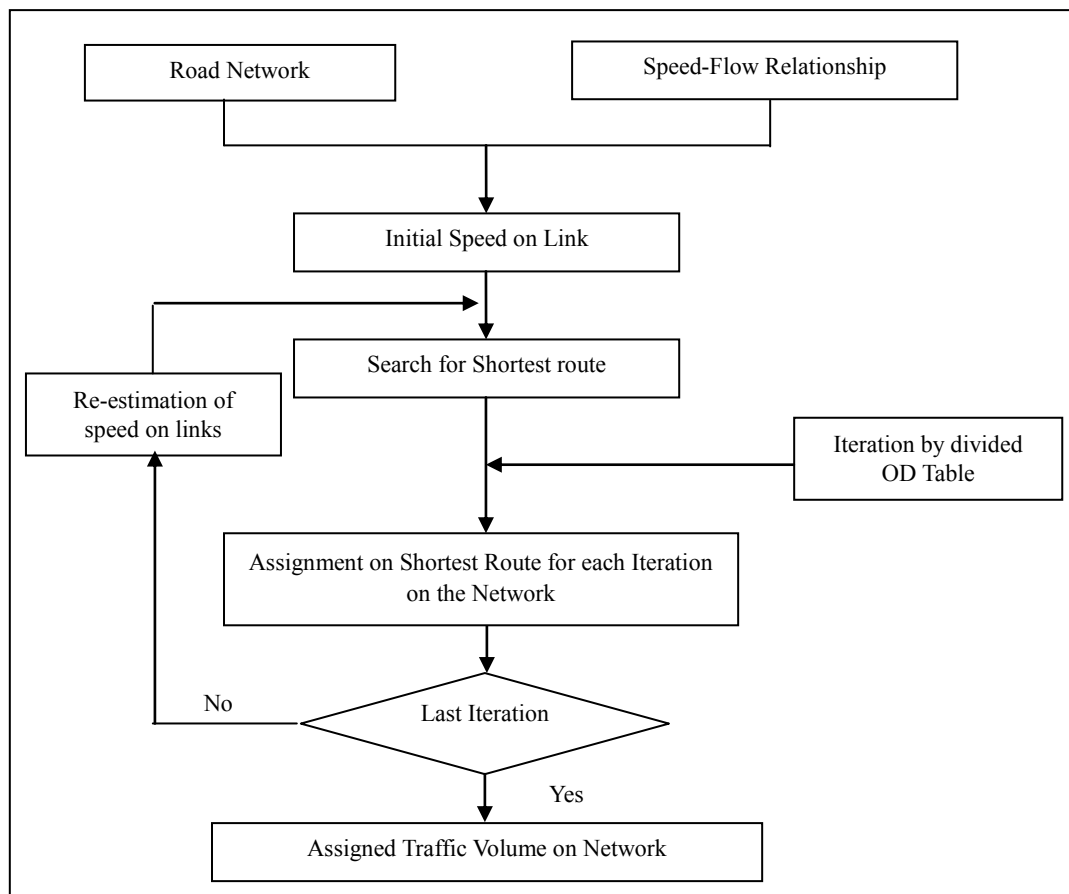 Road Network
Speed-Flow Relationship
Initial Speed on Link
Search for Shortest route
Re-estimation of
speed on links
Iteration by divided
OD Table
Assignment on Shortest Route for each Iteration
on the Network
Last Iteration
No
Yes
Assigned Traffic Volume on Network